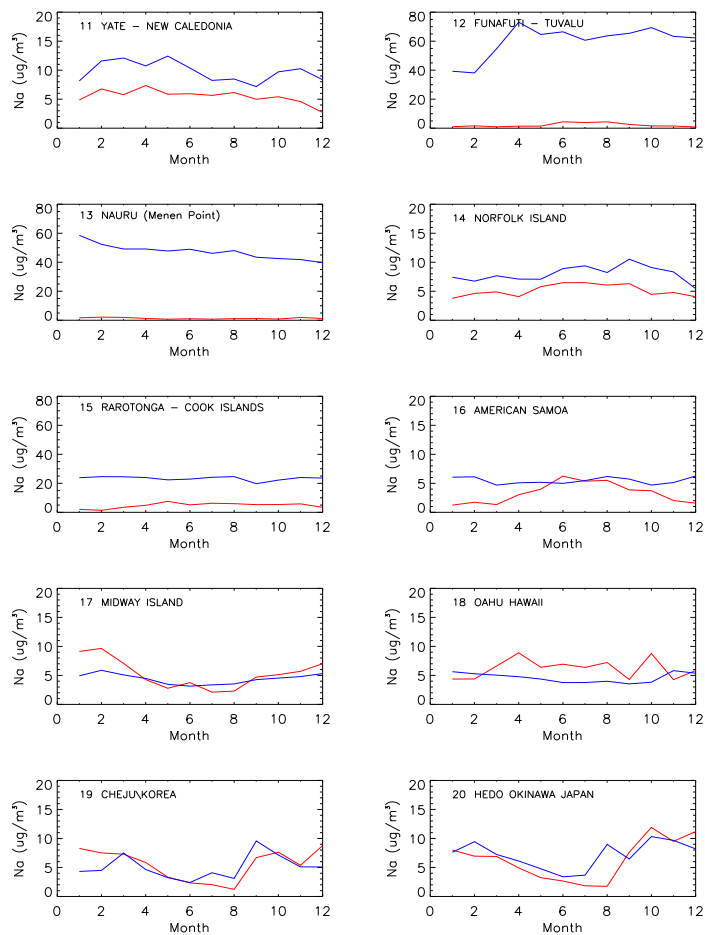 11 YATE – NEW CALEDONIA
20
15
10
5
0
Na (ug/m³)
0 2 4 6 8 10 12
Month
12 FUNAFUTI – TUVALU
80
60
40
20
0
Na (ug/m³)
0 2 4 6 8 10 12
Month
13 NAURU (Menen Point)
80
60
40
20
0
Na (ug/m³)
0 2 4 6 8 10 12
Month
14 NORFOLK ISLAND
20
15
10
5
0
Na (ug/m³)
0 2 4 6 8 10 12
Month
15 RAROTONGA – COOK ISLANDS
80
60
40
20
0
Na (ug/m³)
0 2 4 6 8 10 12
Month
16 AMERICAN SAMOA
20
15
10
5
0
Na (ug/m³)
0 2 4 6 8 10 12
Month
17 MIDWAY ISLAND
20
15
10
5
0
Na (ug/m³)
0 2 4 6 8 10 12
Month
18 OAHU HAWAII
20
15
10
5
0
Na (ug/m³)
0 2 4 6 8 10 12
Month
19 CHEJU\KOREA
20
15
10
5
0
Na (ug/m³)
0 2 4 6 8 10 12
Month
20 HEDO OKINAWA JAPAN
20
15
10
5
0
Na (ug/m³)
0 2 4 6 8 10 12
Month